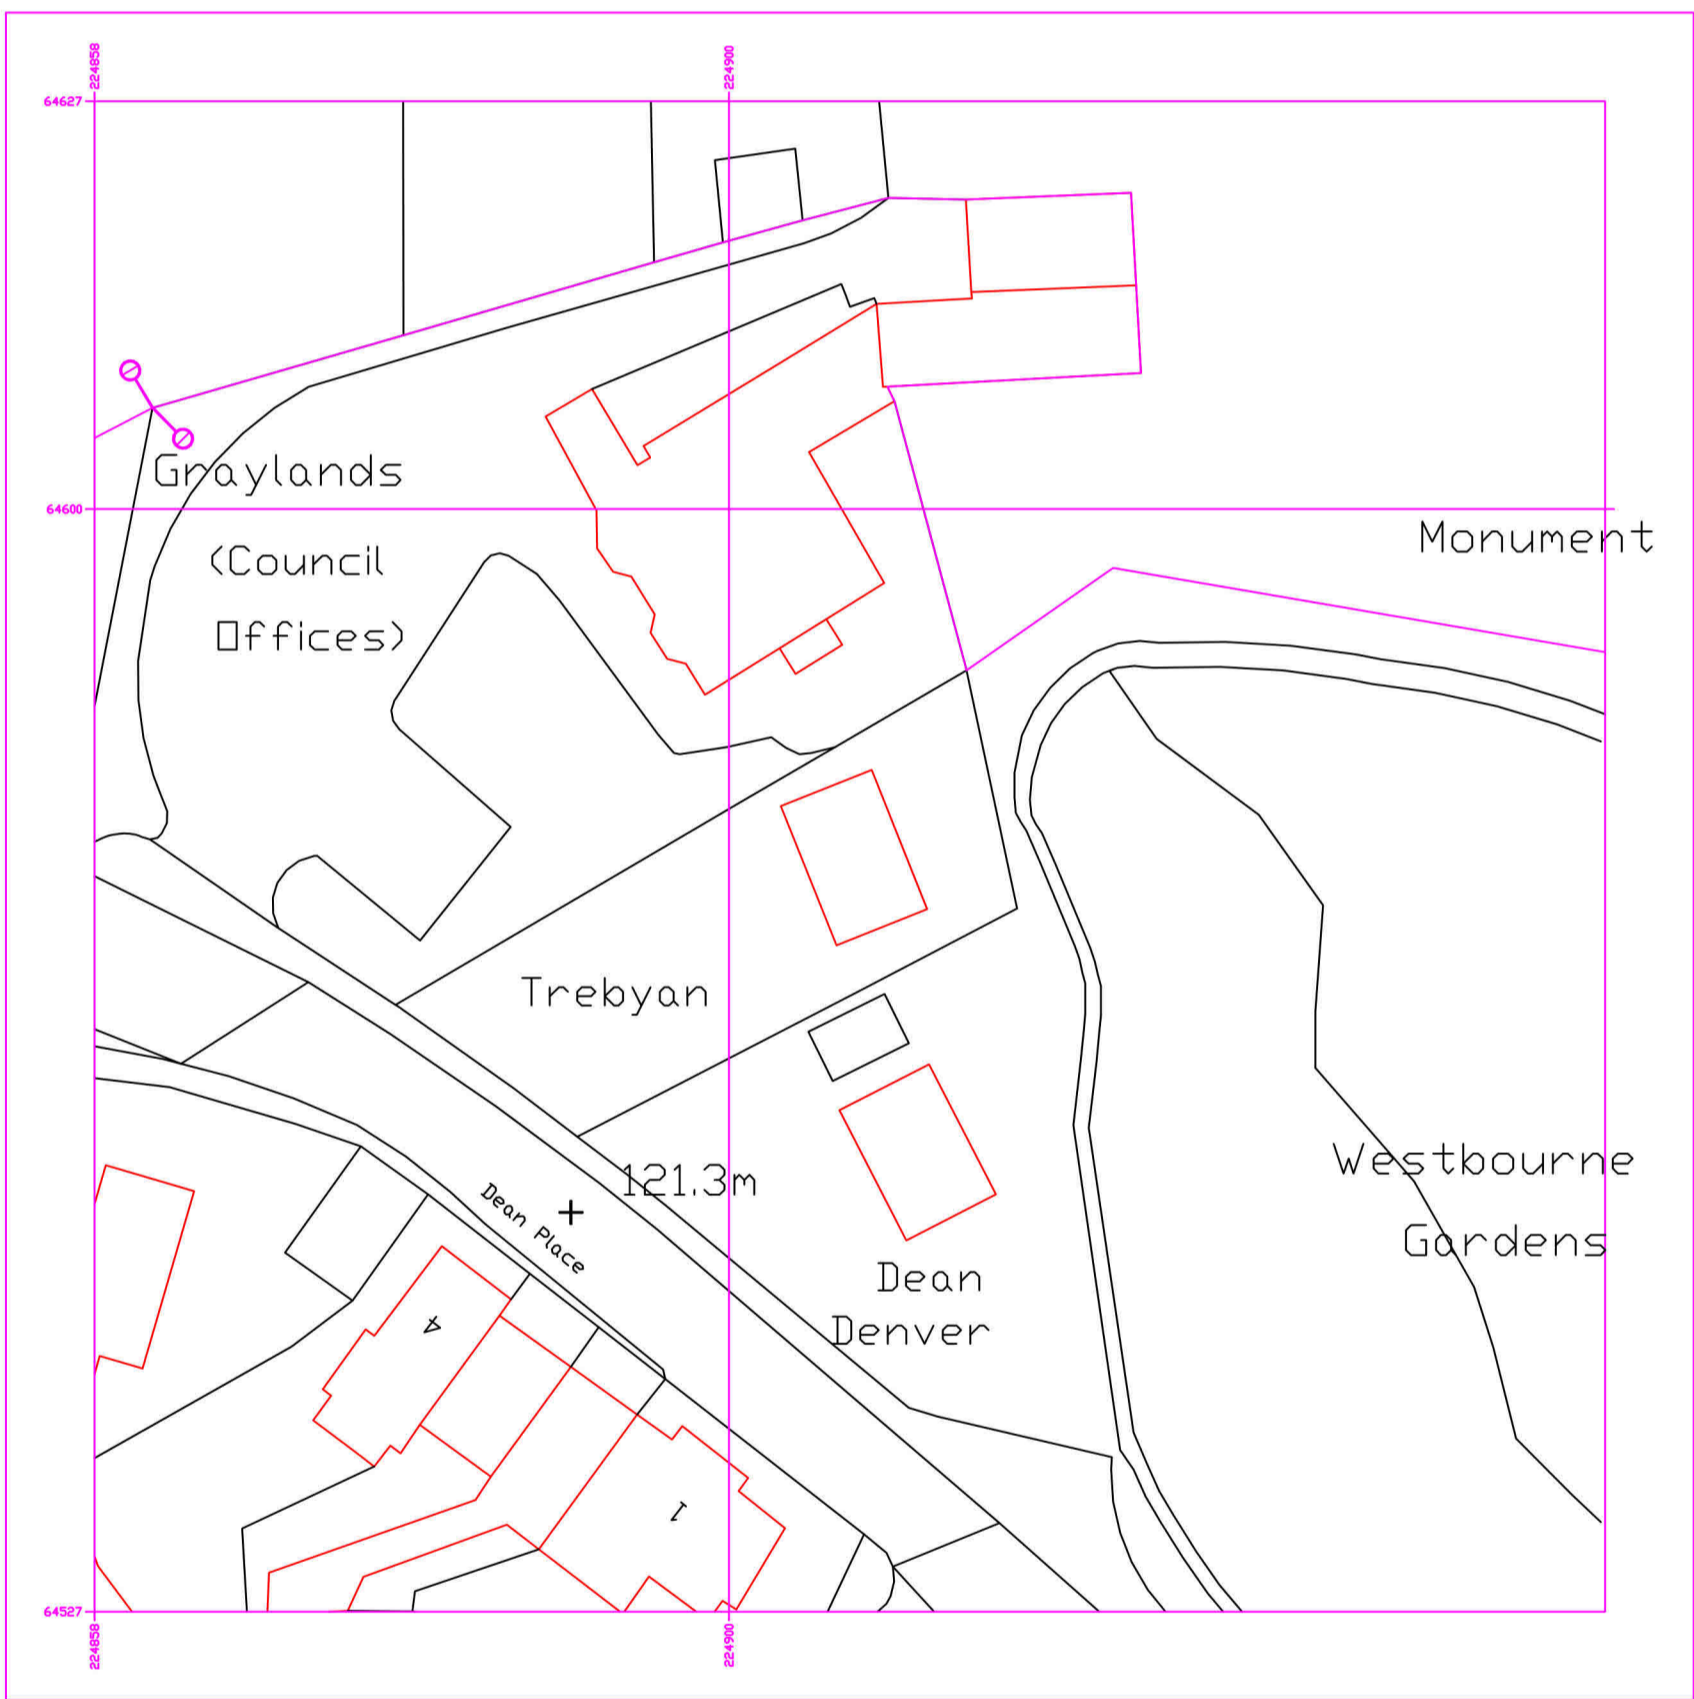 224858
224900
64627
Graylands
64600
Monument
(Council
Offices)
Trebyan
Westbourne
121.3m
Dean Place
Gardens
Dean
Denver
4
1
64527
224858
224900